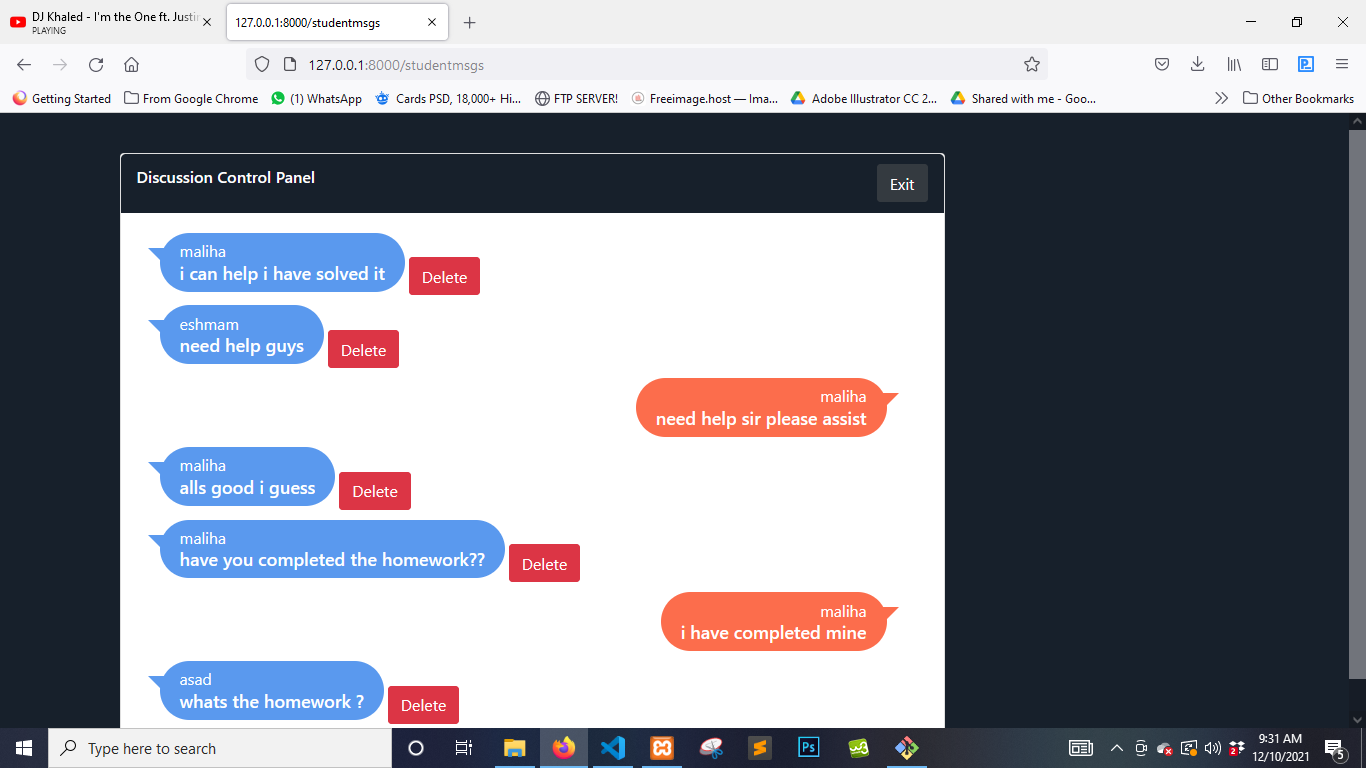 DJ Khaled - I'm the One ft. Justin
PLAYING
127.0.0.1:8000/studentmsgs
127.0.0.1:8000/studentmsgs
Getting Started
From Google Chrome
(1) WhatsApp
Cards PSD, 18,000+ Hi...
FTP SERVER!
Freeimage.host — Ima...
Adobe Illustrator CC 2...
Shared with me - Goo...
Other Bookmarks
Discussion Control Panel
Exit
maliha
i can help i have solved it
Delete
eshmam
need help guys
Delete
maliha
need help sir please assist
maliha
alls good i guess
Delete
maliha
have you completed the homework??
Delete
maliha
i have completed mine
asad
whats the homework ?
Delete
Type here to search
Ps
9:31 AM
12/10/2021
5